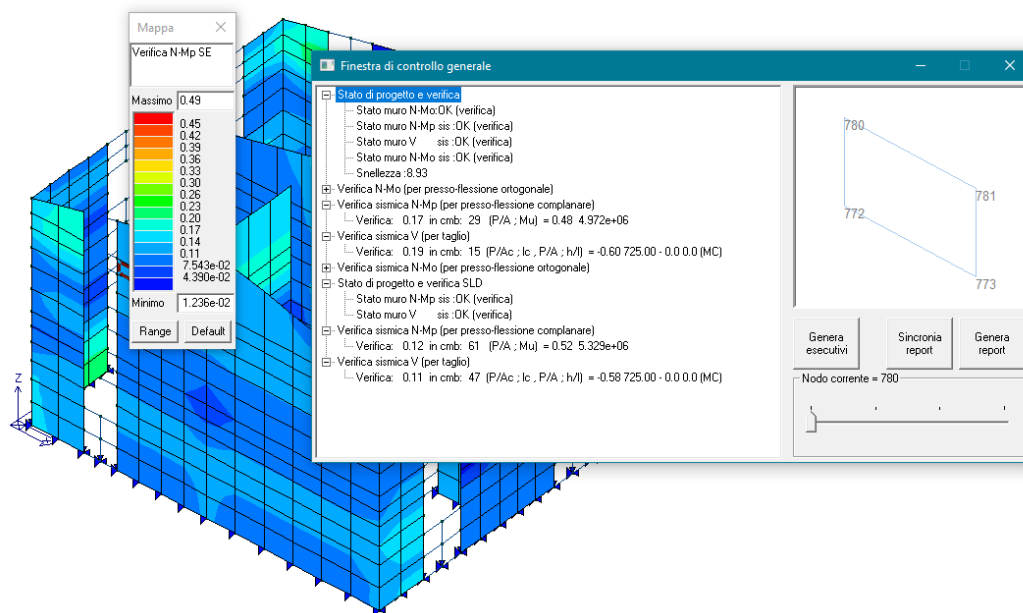 Mappa
Verifica N-Mp SE
Massimo 0.49
0.45
0.42
0.39
0.36
0.33
0.30
0.26
0.23
0.20
0.17
0.14
0.11
7.543e-02
4.390e-02
Minimo 1.236e-02
Range Default
Z
Finestra di controllo generale
Stato di progetto e verifica
Stato muro N-Mo:OK (verifica)
Stato muro N-Mp sis :OK (verifica)
Stato muro V sis :OK (verifica)
Stato muro N-Mo sis :OK (verifica)
Snellezza :8.93
Verifica N-Mo (per presso-flessione ortogonale)
Verifica sismica N-Mp (per presso-flessione complanare)
Verifica: 0.17 in cmb: 29 (P/A ; Mu) = 0.48 4.972e+06
Verifica sismica V (per taglio)
Verifica: 0.19 in cmb: 15 (P/Ac ; lc , P/A ; h/l) = -0.60 725.00 - 0.0 0.0 (MC)
Verifica sismica N-Mo (per presso-flessione ortogonale)
Stato di progetto e verifica SLD
Stato muro N-Mp sis :OK (verifica)
Stato muro V sis :OK (verifica)
Verifica sismica N-Mp (per presso-flessione complanare)
Verifica: 0.12 in cmb: 61 (P/A ; Mu) = 0.52 5.329e+06
Verifica sismica V (per taglio)
Verifica: 0.11 in cmb: 47 (P/Ac ; lc , P/A ; h/l) = -0.58 725.00 - 0.0 0.0 (MC)
780
781
772
773
Genera esecutivi
Sincronia report
Genera report
Nodo corrente = 780